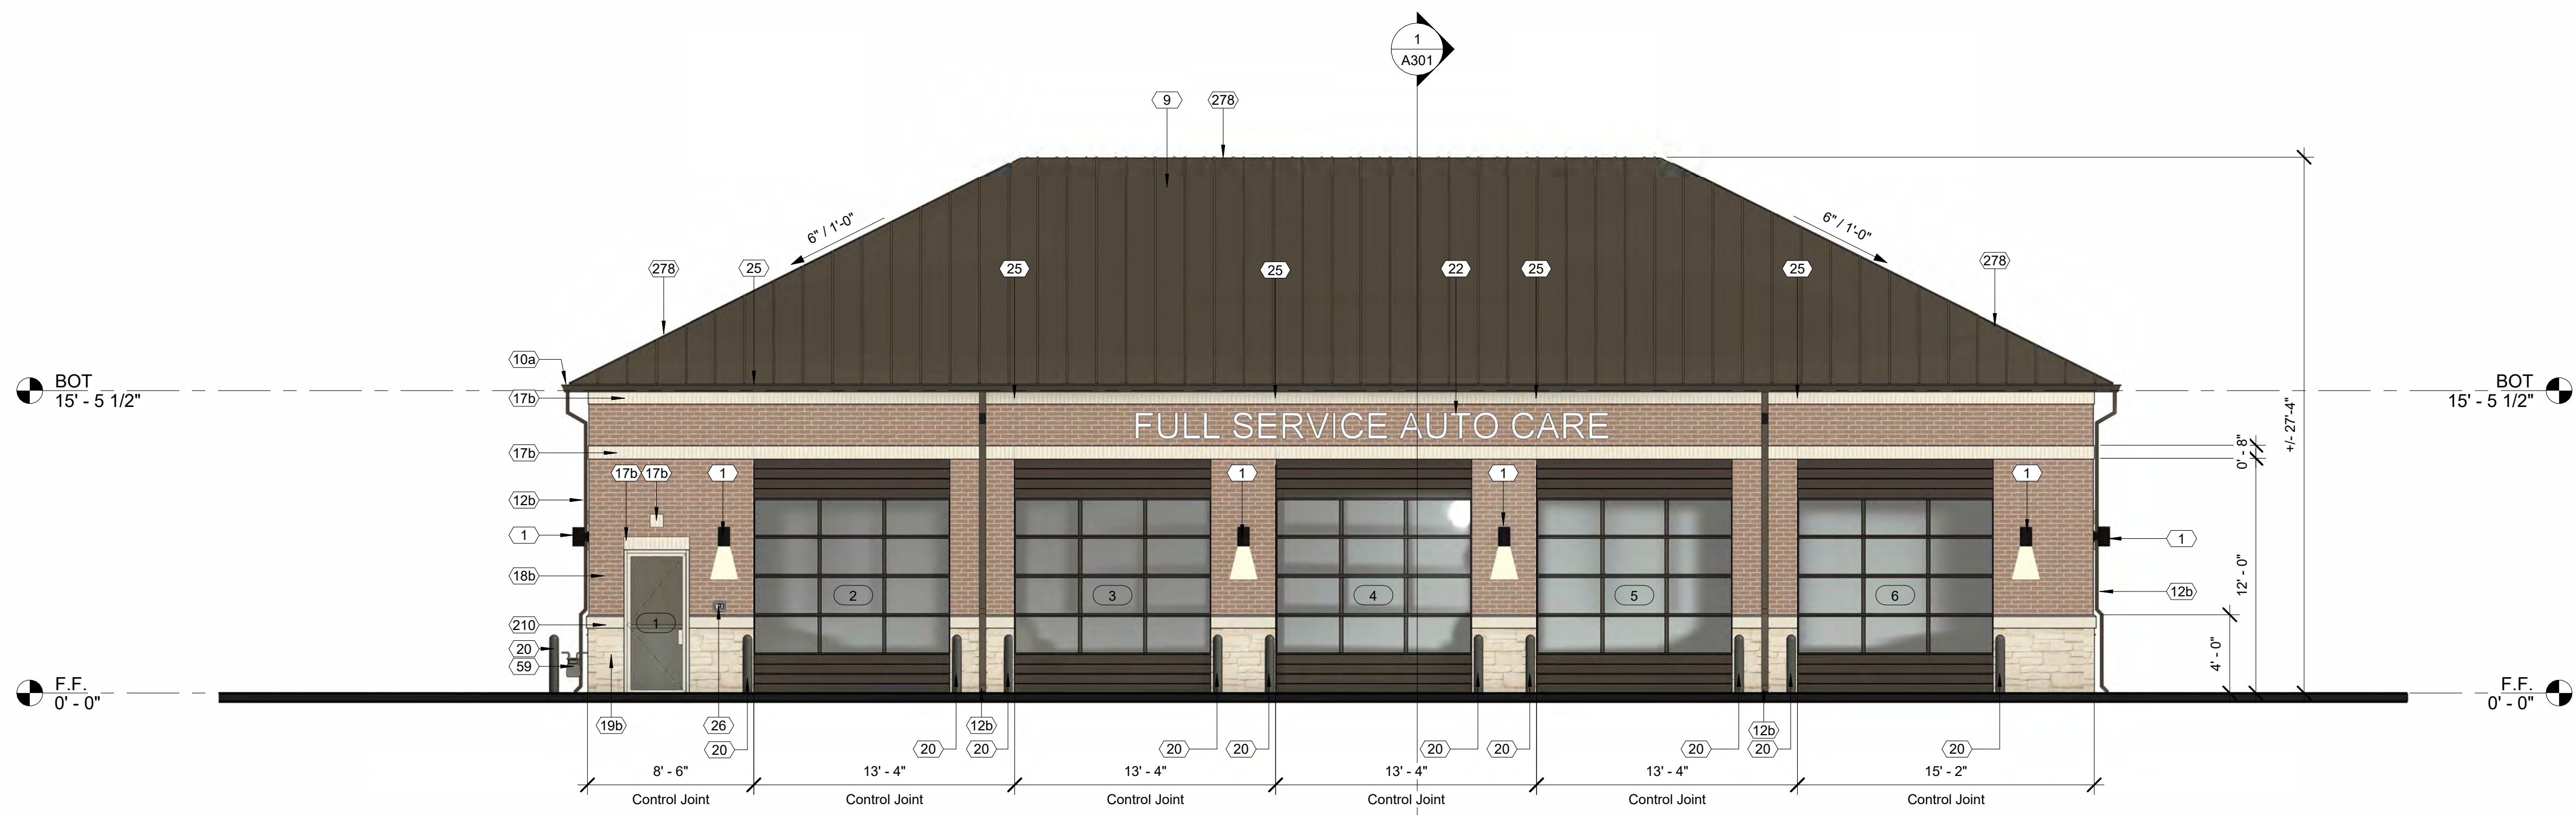 1
A301
9
278
6" / 1'-0"
6" / 1'-0"
278
25
25
25
22
25
25
278
10a
BOT
15' - 5 1/2"
BOT
15' - 5 1/2"
17b
+/- 27'-4"
FULL SERVICE AUTO CARE
17b
0' - 8"
17b
17b
1
1
1
1
12b
1
1
18b
12' - 0"
12b
2
3
4
5
6
210
1
20
59
4' - 0"
F.F.
0' - 0"
F.F.
0' - 0"
19b
26
12b
12b
20
20
20
20
20
20
20
20
20
20
8' - 6"
13' - 4"
13' - 4"
13' - 4"
13' - 4"
15' - 2"
Control Joint
Control Joint
Control Joint
Control Joint
Control Joint
Control Joint